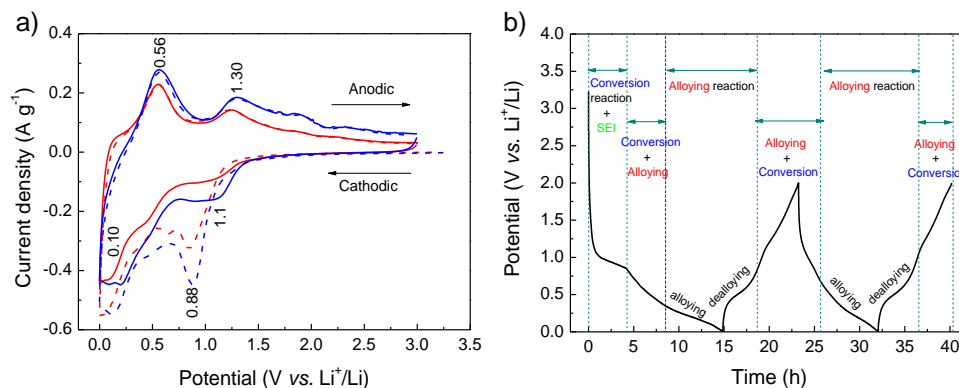 a)
0.4
0.2
0.0
-0.2
-0.4
-0.6
Current density (A g⁻¹)
0.56
1.30
Anodic
Cathodic
1.1
0.10
0.88
0.0 0.5 1.0 1.5 2.0 2.5 3.0
Potential (V vs. Li⁺/Li)
b)
4.0
3.5
3.0
2.5
2.0
1.5
1.0
0.5
0.0
Potential (V vs. Li⁺/Li)
Conversion
reaction
+
SEI
Alloying reaction
Alloying reaction
Conversion
+
Alloying
Alloying
+
Conversion
Alloying
+
Conversion
alloying
dealloying
alloying
dealloying
0 5 10 15 20 25 30 35 40
Time (h)